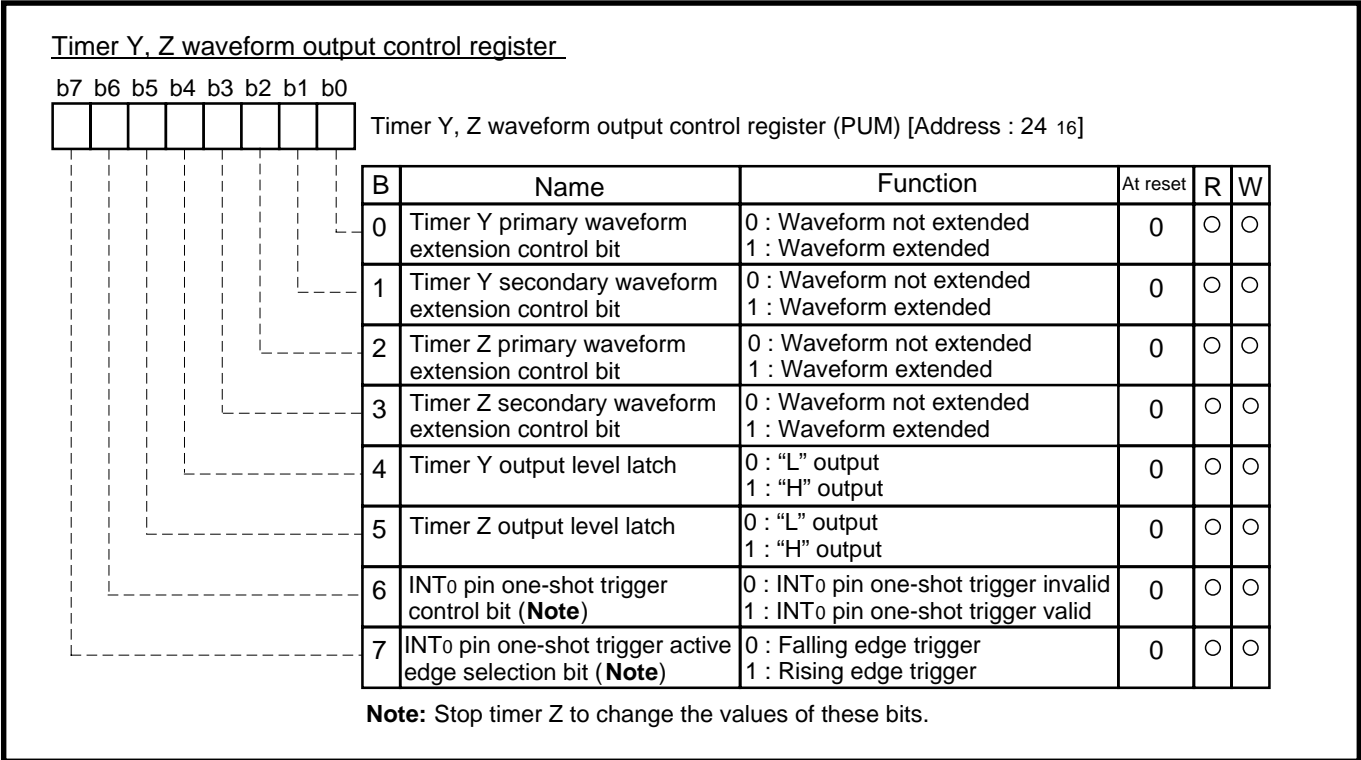 Timer Y, Z waveform output control register
b7 b6 b5 b4 b3 b2 b1 b0
Timer Y, Z waveform output control register (PUM) [Address : 24 16]
B Name Function At reset R W
0 Timer Y primary waveform extension control bit 0 : Waveform not extended 1 : Waveform extended 0 ○ ○
1 Timer Y secondary waveform extension control bit 0 : Waveform not extended 1 : Waveform extended 0 ○ ○
2 Timer Z primary waveform extension control bit 0 : Waveform not extended 1 : Waveform extended 0 ○ ○
3 Timer Z secondary waveform extension control bit 0 : Waveform not extended 1 : Waveform extended 0 ○ ○
4 Timer Y output level latch 0 : “L” output 1 : “H” output 0 ○ ○
5 Timer Z output level latch 0 : “L” output 1 : “H” output 0 ○ ○
6 INT0 pin one-shot trigger control bit (Note) 0 : INT0 pin one-shot trigger invalid 1 : INT0 pin one-shot trigger valid 0 ○ ○
7 INT0 pin one-shot trigger active edge selection bit (Note) 0 : Falling edge trigger 1 : Rising edge trigger 0 ○ ○
Note: Stop timer Z to change the values of these bits.